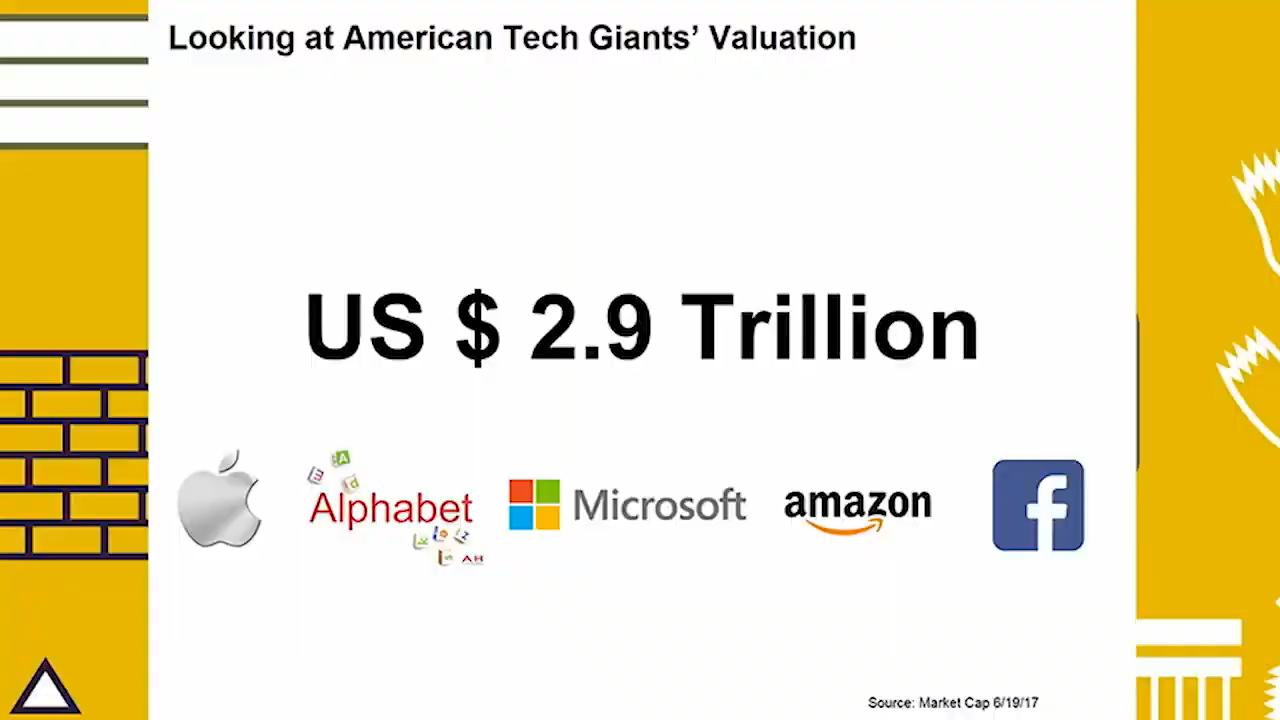 Looking at American Tech Giants’ Valuation
US $ 2.9 Trillion
Alphabet
Microsoft
amazon
Source: Market Cap 6/19/17